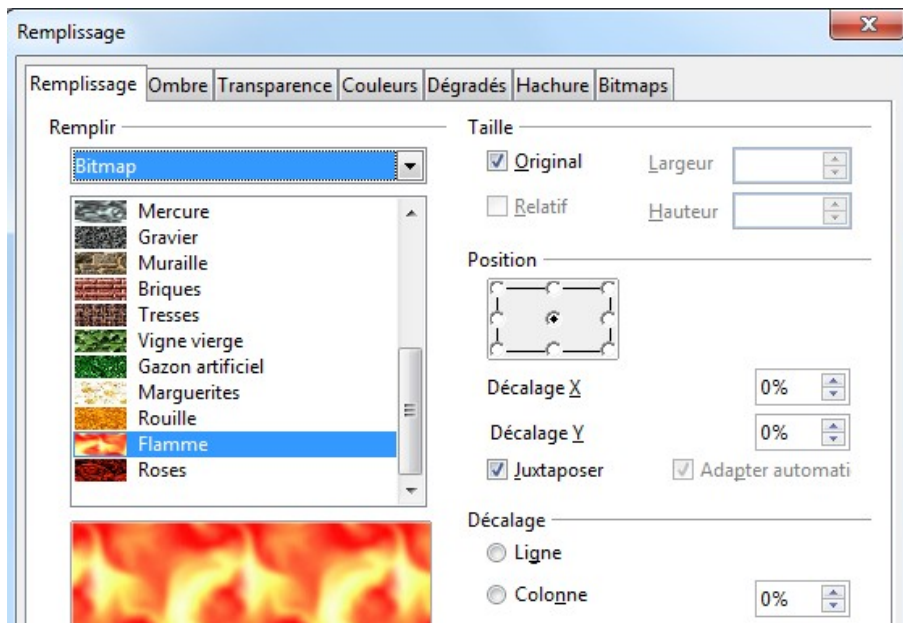 Remplissage
Remplissage Ombre Transparence Couleurs Dégradés Hachure Bitmaps
Remplir
Bitmap
Mercure
Gravier
Muraille
Briques
Tresses
Vigne vierge
Gazon artificiel
Marguerites
Rouille
Flamme
Roses
Taille
Original Largeur
Relatif Hauteur
Position
Décalage X 0%
Décalage Y 0%
Juxtaposer Adapter automati
Décalage
Ligne
Colonne 0%